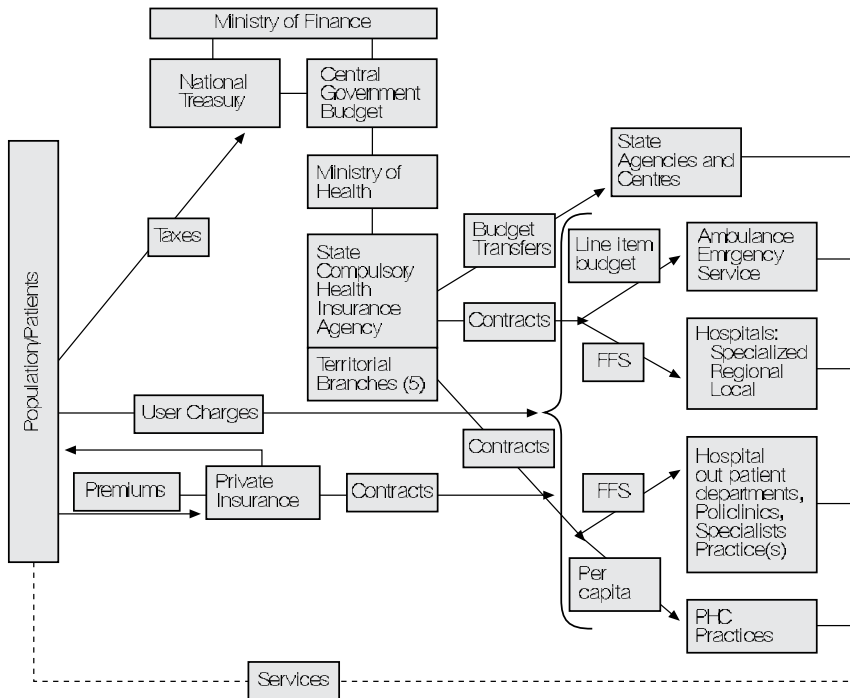 Ministry of Finance
National
Treasury
Central
Government
Budget
State
Agencies and
Centres
Ministry of
Health
Taxes
Budget
Transfers
Line item
budget
Ambulance
Emrgency
Service
State
Compulsory
Health
Insurance
Agency
Contracts
Population/Patients
FFS
Hospitals:
Specialized
Regional
Local
Territorial
Branches (5)
User Charges
Contracts
Hospital
out patient
departments,
Policlinics,
Specialists
Practice(s)
Premiums
Private
Insurance
Contracts
FFS
Per
capita
PHC
Practices
Services